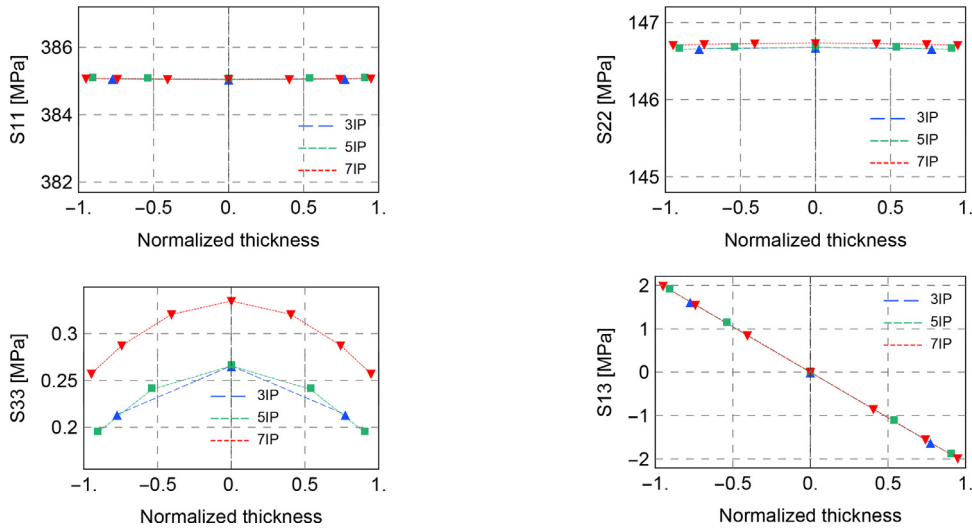 386
384
382
S11 [MPa]
3IP
5IP
7IP
−1.
−0.5
0.
0.5
1.
Normalized thickness
147
146
145
S22 [MPa]
3IP
5IP
7IP
−1.
−0.5
0.
0.5
1.
Normalized thickness
0.3
0.25
0.2
S33 [MPa]
3IP
5IP
7IP
−1.
−0.5
0.
0.5
1.
Normalized thickness
2
1
0
−1
−2
S13 [MPa]
3IP
5IP
7IP
−1.
−0.5
0.
0.5
1.
Normalized thickness